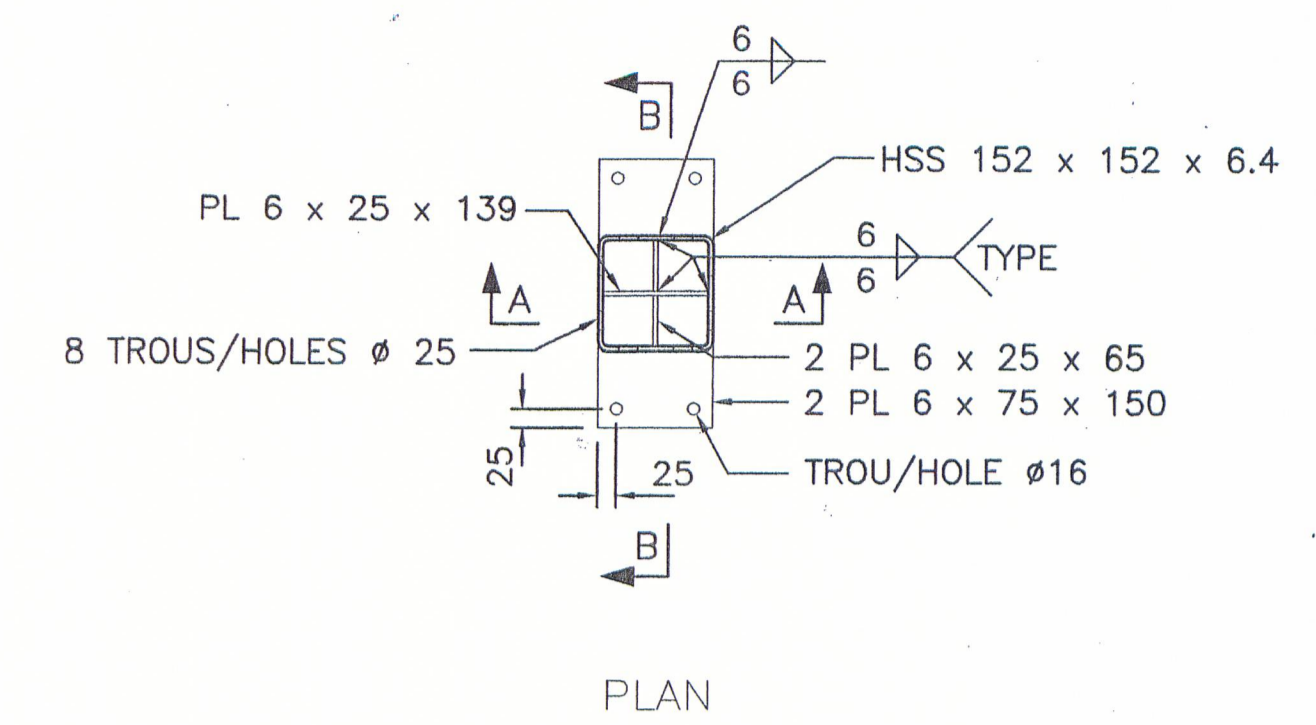 6
6
B
HSS 152 x 152 x 6.4
PL 6 x 25 x 139
6
6
TYPE
A
A
8 TROUS/HOLES ø 25
2 PL 6 x 25 x 65
2 PL 6 x 75 x 150
25
25
TROU/HOLE ø16
B
PLAN